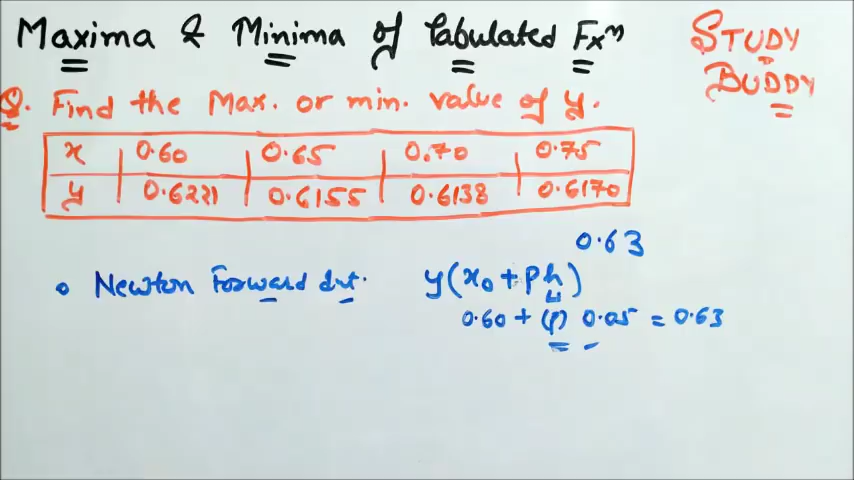 Maxima & Minima of Tabulated Fxⁿ
STUDY BUDDY
Q. Find the Max. or min. value of y.
x 0.60 0.65 0.70 0.75
y 0.6221 0.6155 0.6138 0.6170
0.63
Newton Forward dut. y(x₀+ph)
0.60 + (p) 0.05 = 0.63